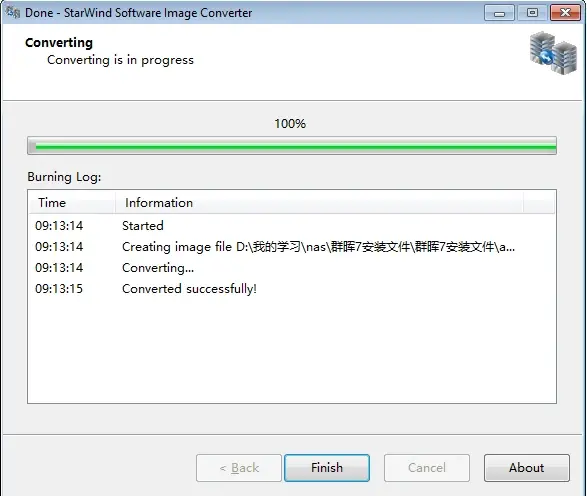 Done - StarWind Software Image Converter
Converting
Converting is in progress
100%
Burning Log:
Time Information
09:13:14 Started
09:13:14 Creating image file D:\我的学习\nas\群晖7安装文件\群晖7安装文件\a...
09:13:14 Converting...
09:13:15 Converted successfully!
< Back Finish Cancel About